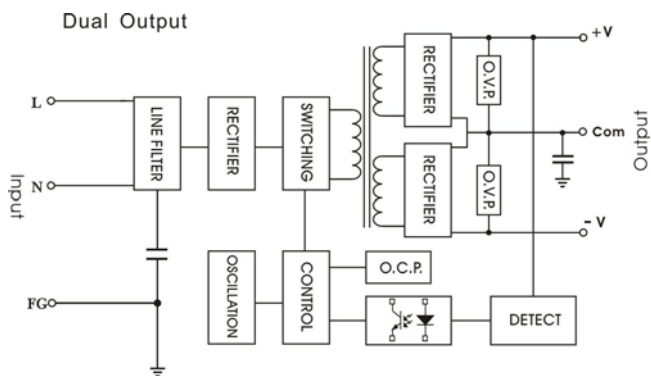 Dual Output
L
N
FG
Input
LINE FILTER
RECTIFIER
SWITCHING
RECTIFIER
RECTIFIER
O.V.P.
O.V.P.
+V
Com
-V
Output
OSCILLATION
CONTROL
O.C.P.
DETECT